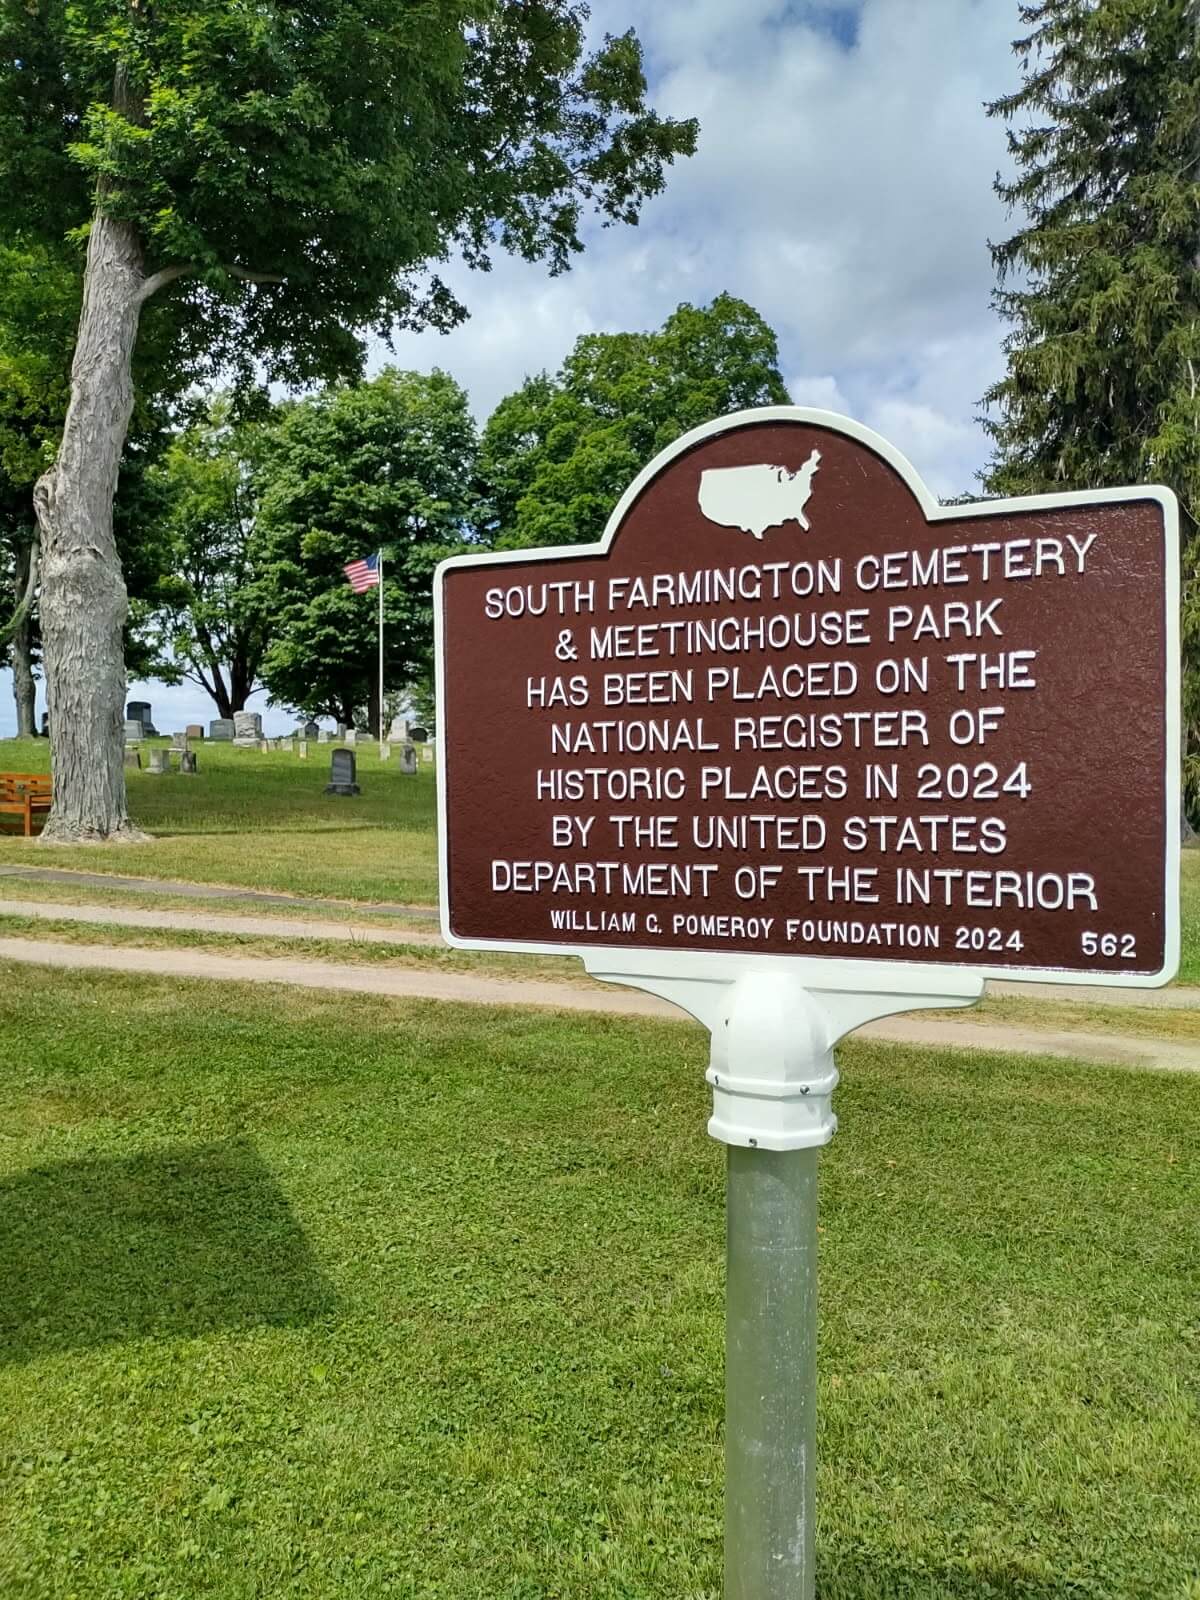 SOUTH FARMINGTON CEMETERY
& MEETINGHOUSE PARK
HAS BEEN PLACED ON THE
NATIONAL REGISTER OF
HISTORIC PLACES IN 2024
BY THE UNITED STATES
DEPARTMENT OF THE INTERIOR
WILLIAM G. POMEROY FOUNDATION 2024 562